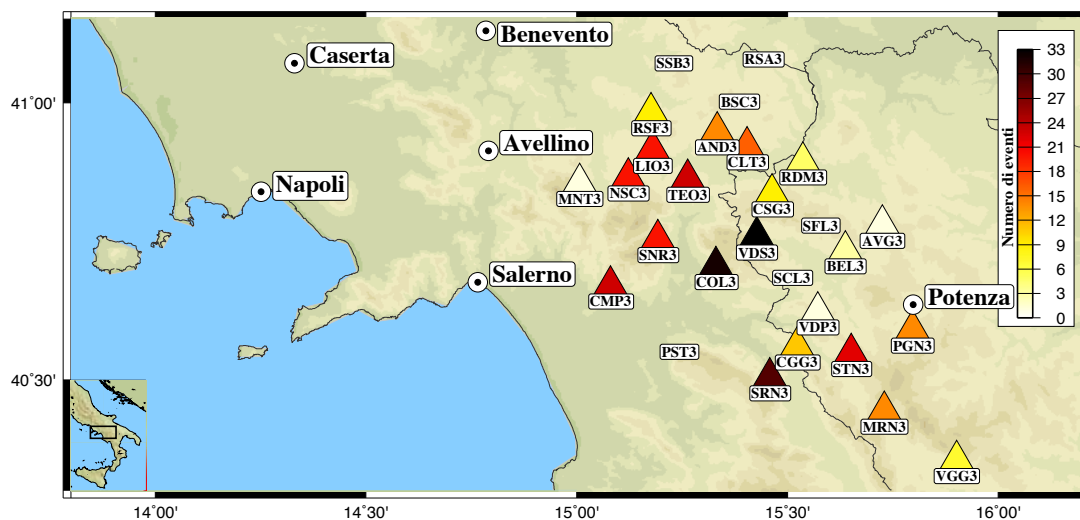 Benevento
Caserta
SSB3
RSA3
33
30
27
24
21
18
15
12
9
6
3
0
Numero di eventi
41°00'
BSC3
RSF3
AND3
CLT3
Avellino
LIO3
RDM3
Napoli
MNT3
NSC3
TEO3
CSG3
SFL3
AVG3
SNR3
VDS3
BEL3
Salerno
COL3
SCL3
CMP3
Potenza
VDP3
PST3
CGG3
STN3
PGN3
40°30'
SRN3
MRN3
VGG3
14°00'
14°30'
15°00'
15°30'
16°00'